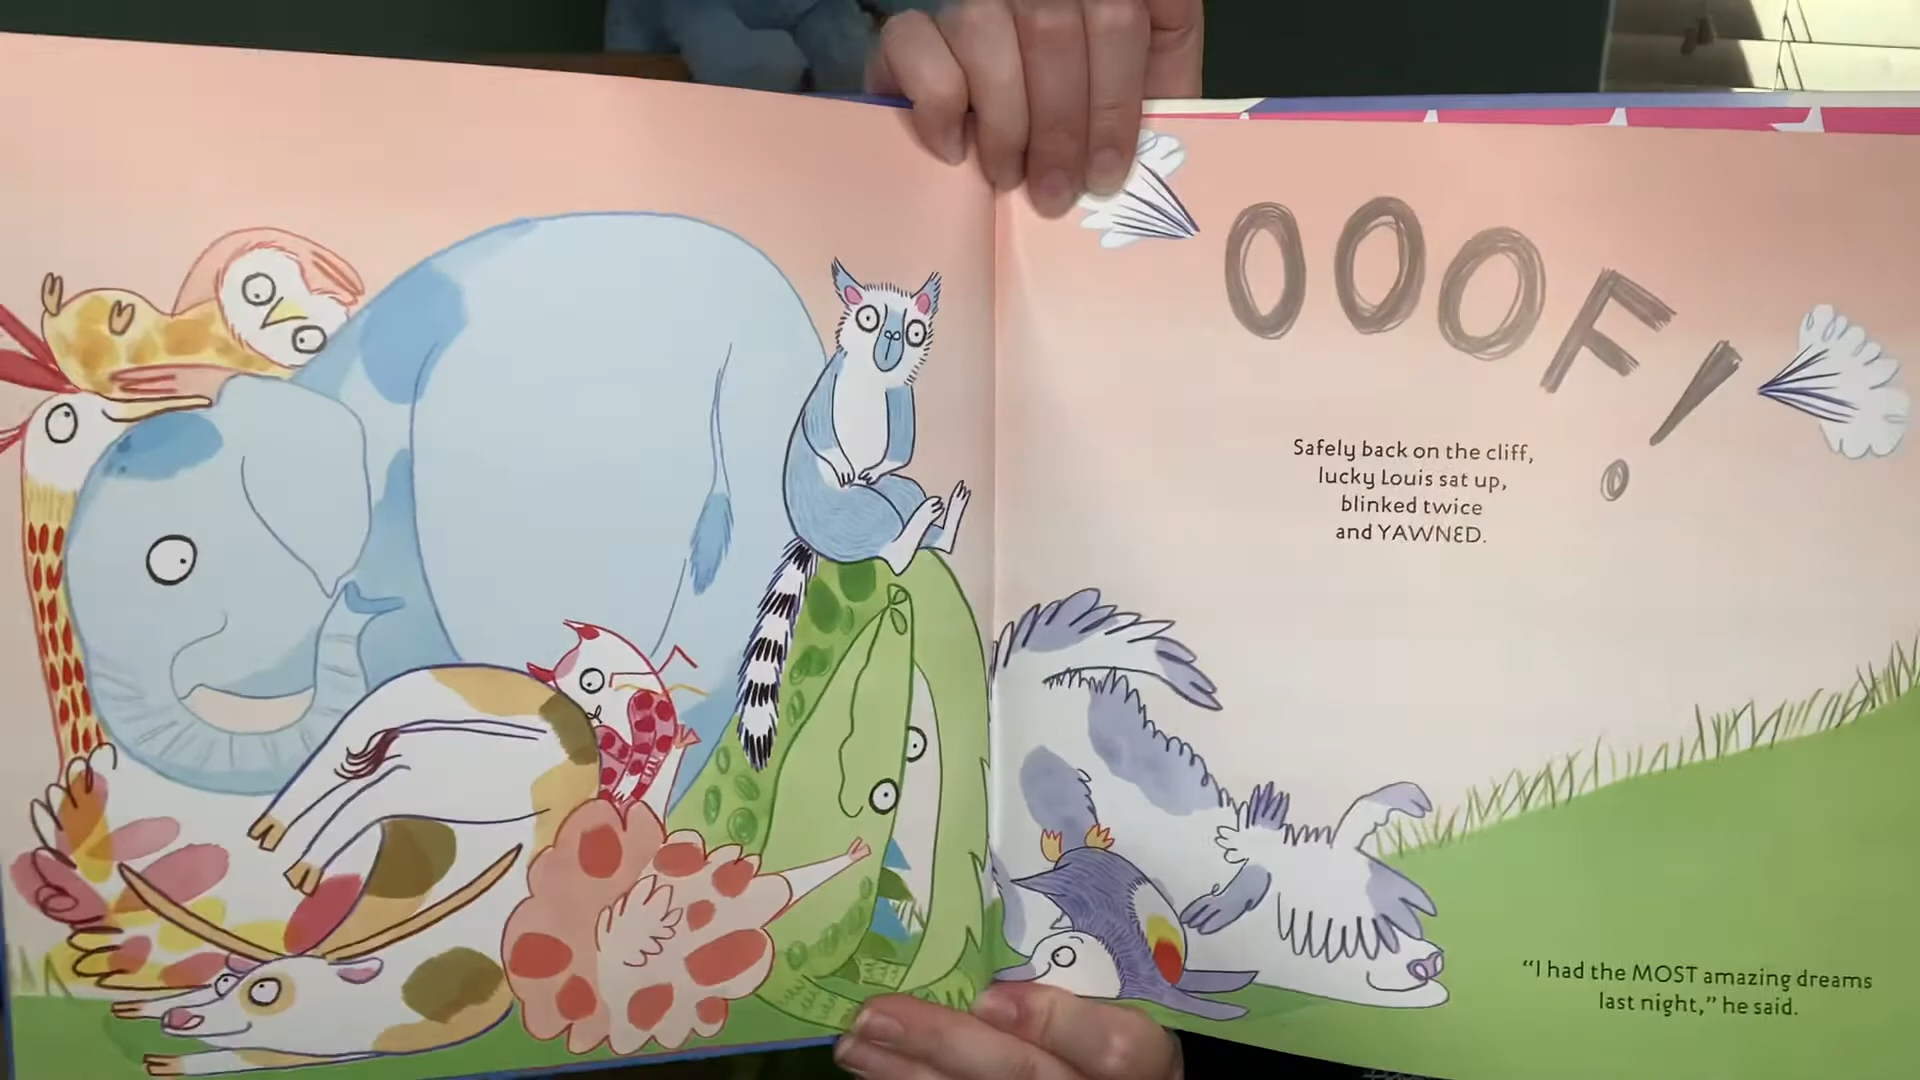 OOOF!
Safely back on the cliff,
lucky Louis sat up,
blinked twice
and YAWNED.
“I had the MOST amazing dreams
last night,” he said.